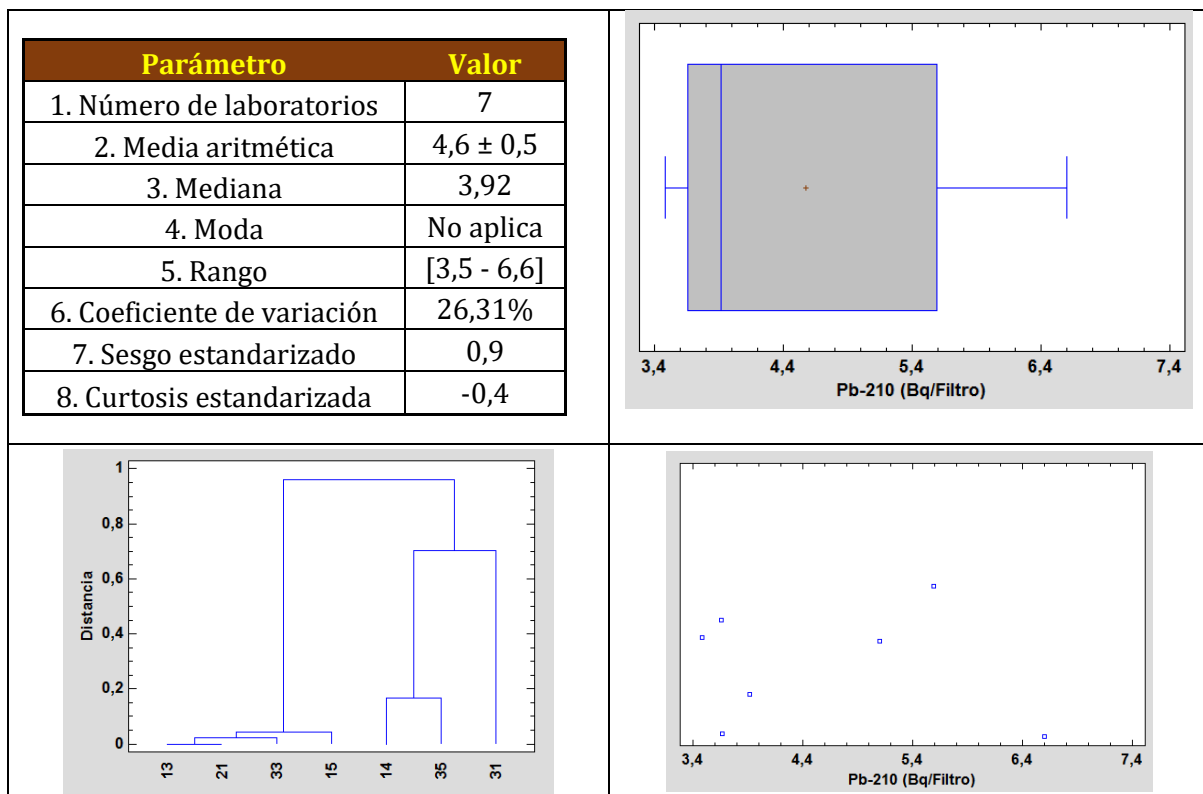 Parámetro Valor
1. Número de laboratorios 7
2. Media aritmética 4,6 ± 0,5
3. Mediana 3,92
4. Moda No aplica
5. Rango [3,5 - 6,6]
6. Coeficiente de variación 26,31%
7. Sesgo estandarizado 0,9
8. Curtosis estandarizada -0,4
3,4 4,4 5,4 6,4 7,4
Pb-210 (Bq/Filtro)
Distancia
1
0,8
0,6
0,4
0,2
0
13 21 33 15 14 35 31
3,4 4,4 5,4 6,4 7,4
Pb-210 (Bq/Filtro)